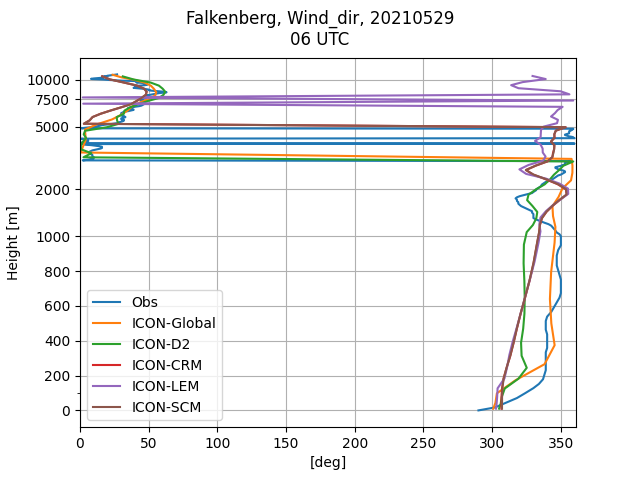 Falkenberg, Wind_dir, 20210529
06 UTC
Height [m]
10000
7500
5000
2000
1000
800
600
400
200
0
Obs
ICON-Global
ICON-D2
ICON-CRM
ICON-LEM
ICON-SCM
0 50 100 150 200 250 300 350
[deg]